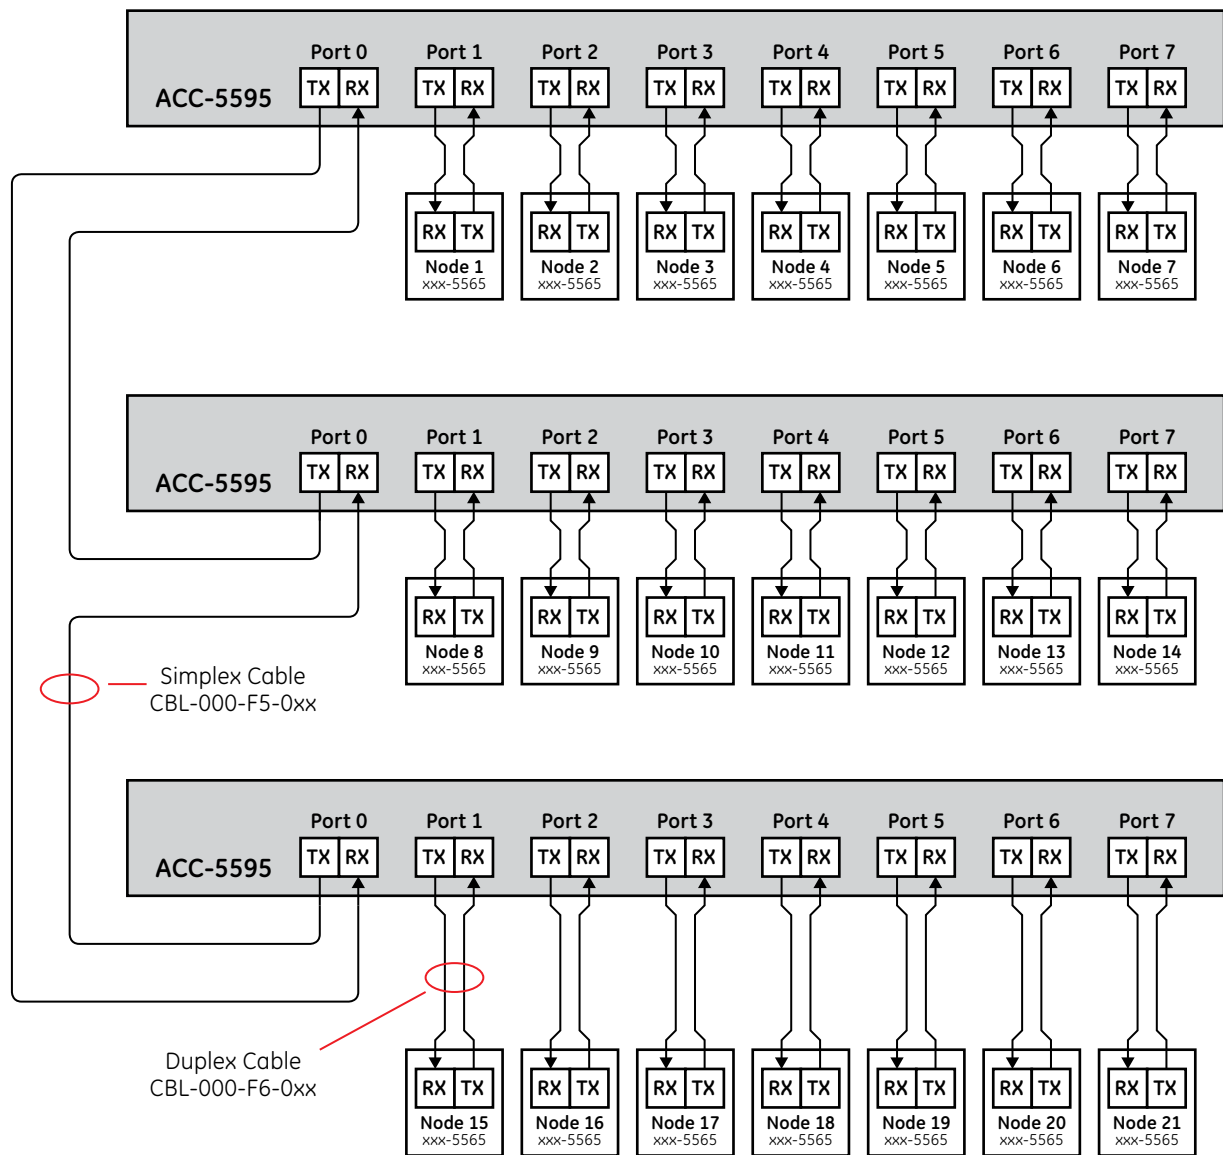 Port 0 Port 1 Port 2 Port 3 Port 4 Port 5 Port 6 Port 7
TX RX TX RX TX RX TX RX TX RX TX RX TX RX TX RX
ACC-5595
RX TX RX TX RX TX RX TX RX TX RX TX RX TX
Node 1 Node 2 Node 3 Node 4 Node 5 Node 6 Node 7
xxx-5565 xxx-5565 xxx-5565 xxx-5565 xxx-5565 xxx-5565 xxx-5565
Port 0 Port 1 Port 2 Port 3 Port 4 Port 5 Port 6 Port 7
TX RX TX RX TX RX TX RX TX RX TX RX TX RX TX RX
ACC-5595
RX TX RX TX RX TX RX TX RX TX RX TX RX TX
Node 8 Node 9 Node 10 Node 11 Node 12 Node 13 Node 14
xxx-5565 xxx-5565 xxx-5565 xxx-5565 xxx-5565 xxx-5565 xxx-5565
Simplex Cable
CBL-000-F5-0xx
Port 0 Port 1 Port 2 Port 3 Port 4 Port 5 Port 6 Port 7
TX RX TX RX TX RX TX RX TX RX TX RX TX RX TX RX
ACC-5595
Duplex Cable
CBL-000-F6-0xx
RX TX RX TX RX TX RX TX RX TX RX TX RX TX
Node 15 Node 16 Node 17 Node 18 Node 19 Node 20 Node 21
xxx-5565 xxx-5565 xxx-5565 xxx-5565 xxx-5565 xxx-5565 xxx-5565